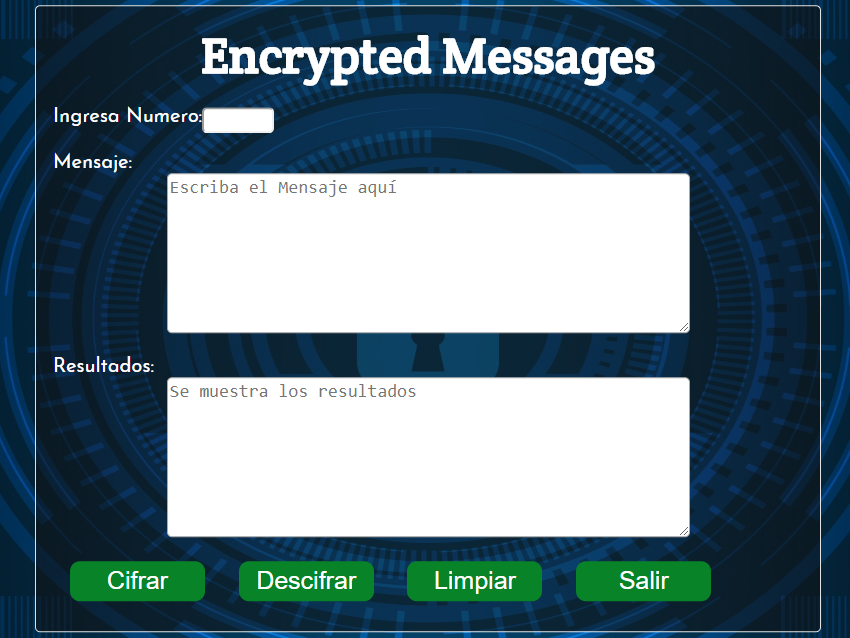 Encrypted Messages
Ingresa Numero:
Mensaje:
Escriba el Mensaje aquí
Resultados:
Se muestra los resultados
Cifrar Descifrar Limpiar Salir